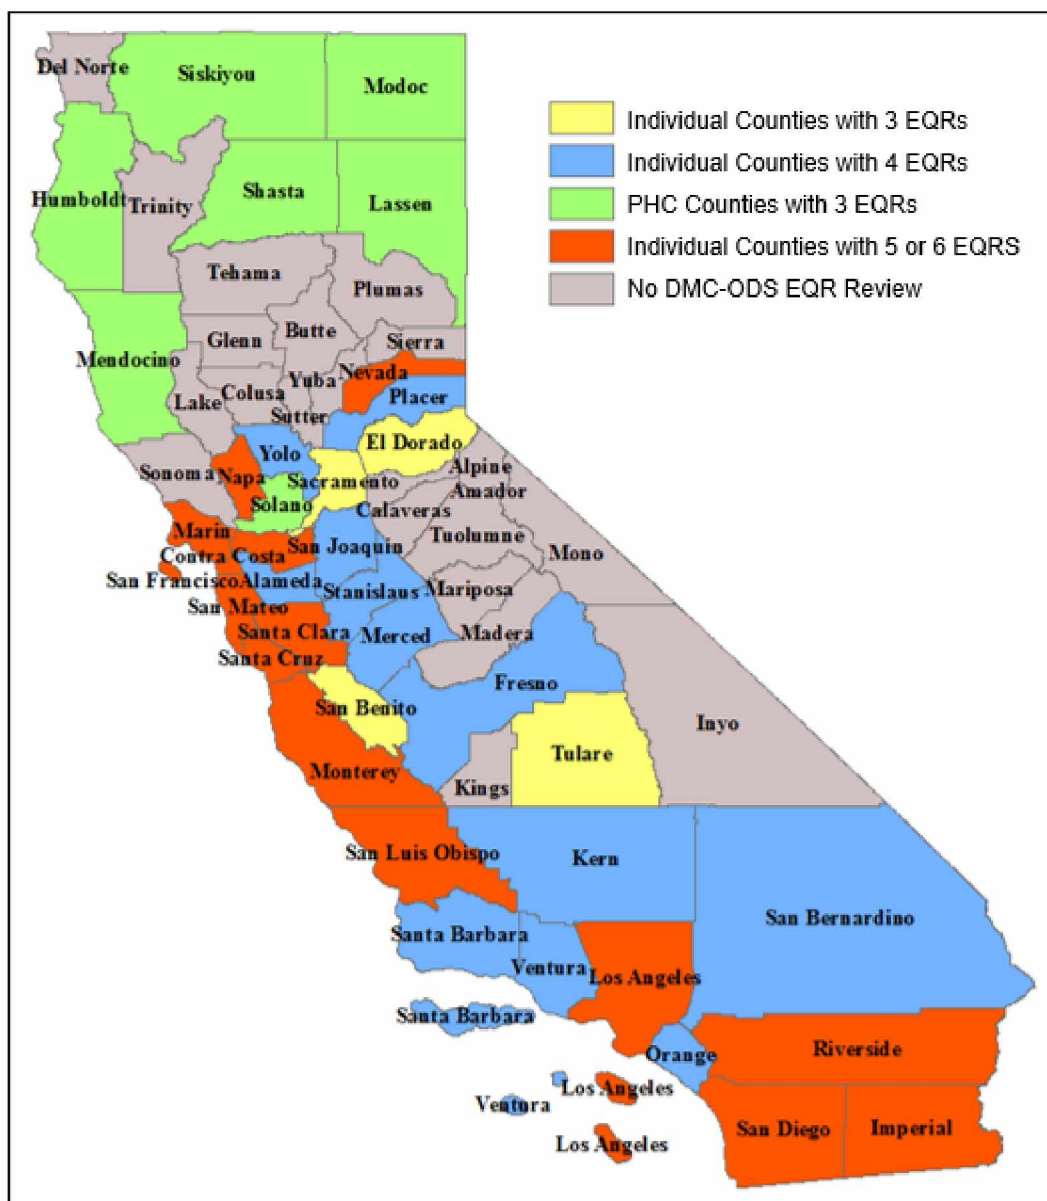 Del Norte
Siskiyou
Modoc
Individual Counties with 3 EQRs
Individual Counties with 4 EQRs
Humboldt
Trinity
Shasta
Lassen
PHC Counties with 3 EQRs
Individual Counties with 5 or 6 EQRS
Tehama
Plumas
No DMC-ODS EQR Review
Glenn
Butte
Sierra
Mendocino
Nevada
Lake
Colusa
Yuba
Placer
Sutter
El Dorado
Sonoma
Napa
Yolo
Sacramento
Alpine
Amador
Solano
Calaveras
Marin
San Joaquin
Tuolumne
Mono
Contra Costa
San Francisco
Alameda
Stanislaus
Mariposa
San Mateo
Santa Clara
Merced
Madera
Santa Cruz
Fresno
San Benito
Inyo
Tulare
Monterey
Kings
San Luis Obispo
Kern
San Bernardino
Santa Barbara
Ventura
Los Angeles
Santa Barbara
Orange
Riverside
Los Angeles
Ventura
San Diego
Imperial
Los Angeles